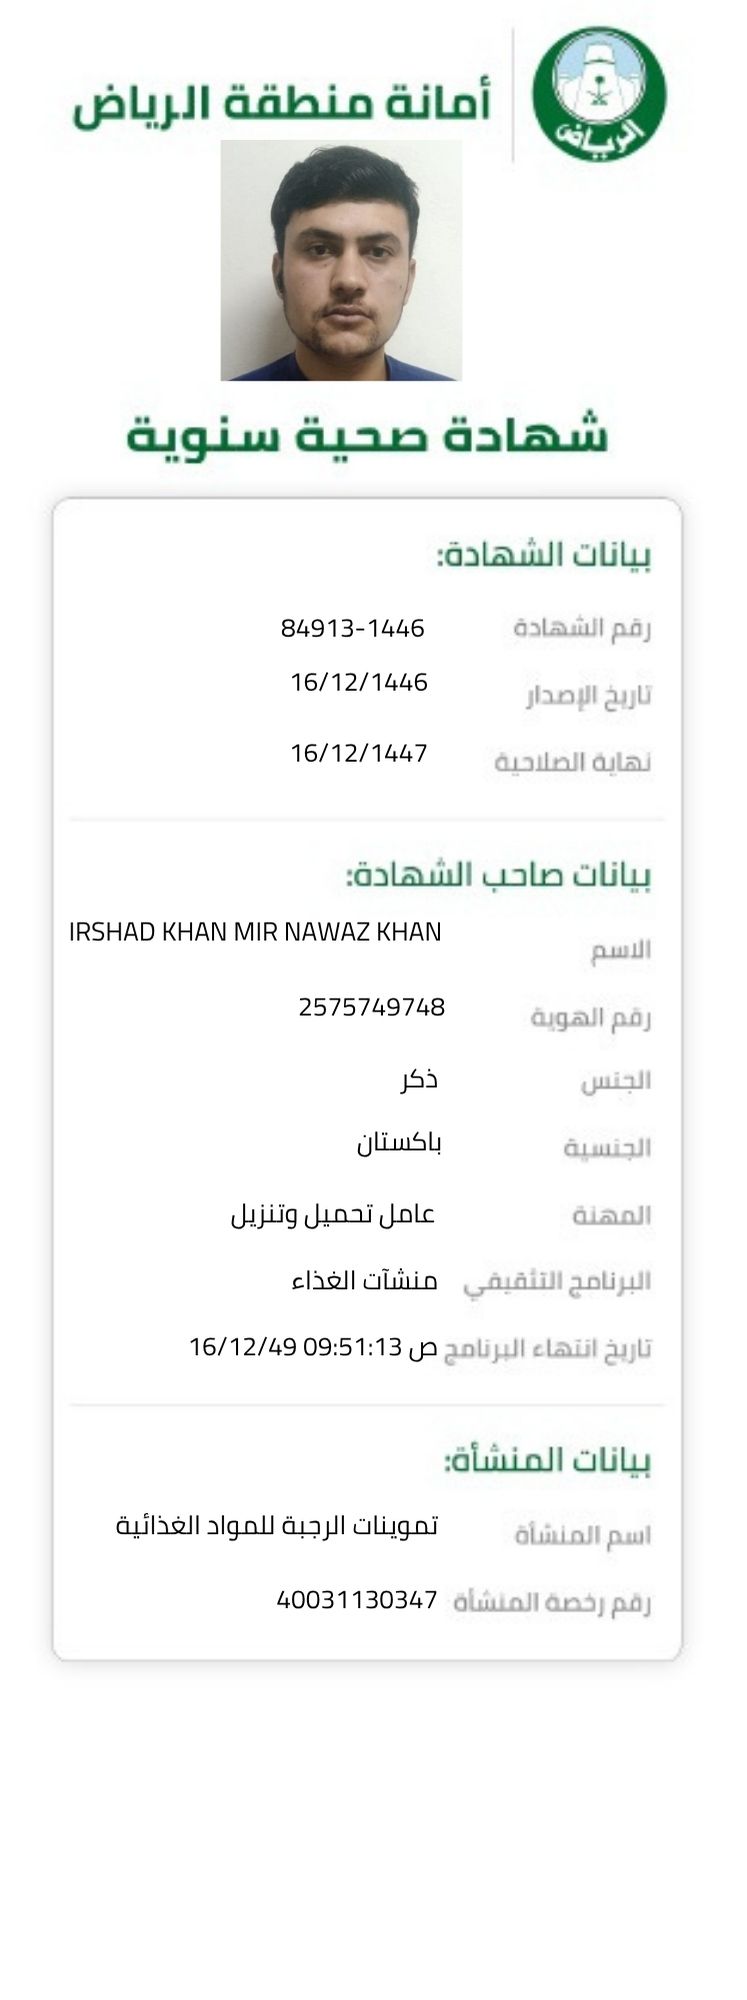 أمانة منطقة الرياض
الرياض
شهادة صحية سنوية
بيانات الشهادة:
رقم الشهادة 84913-1446
تاريخ الإصدار 16/12/1446
نهاية الصلاحية 16/12/1447
بيانات صاحب الشهادة:
الاسم IRSHAD KHAN MIR NAWAZ KHAN
رقم الهوية 2575749748
الجنس ذكر
الجنسية باكستان
المهنة عامل تحميل وتنزيل
البرنامج التثقيفي منشآت الغذاء
تاريخ انتهاء البرنامج ص 09:51:13 16/12/49
بيانات المنشأة:
اسم المنشأة تموينات الرجبة للمواد الغذائية
رقم رخصة المنشأة 40031130347